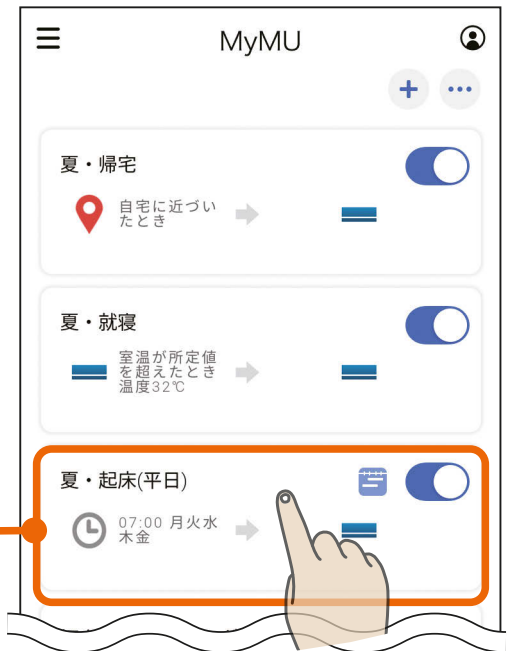 MyMU
夏・帰宅
自宅に近づい
たとき
夏・就寝
室温が所定値
を超えたとき
温度32℃
夏・起床(平日)
07:00 月火水
木金